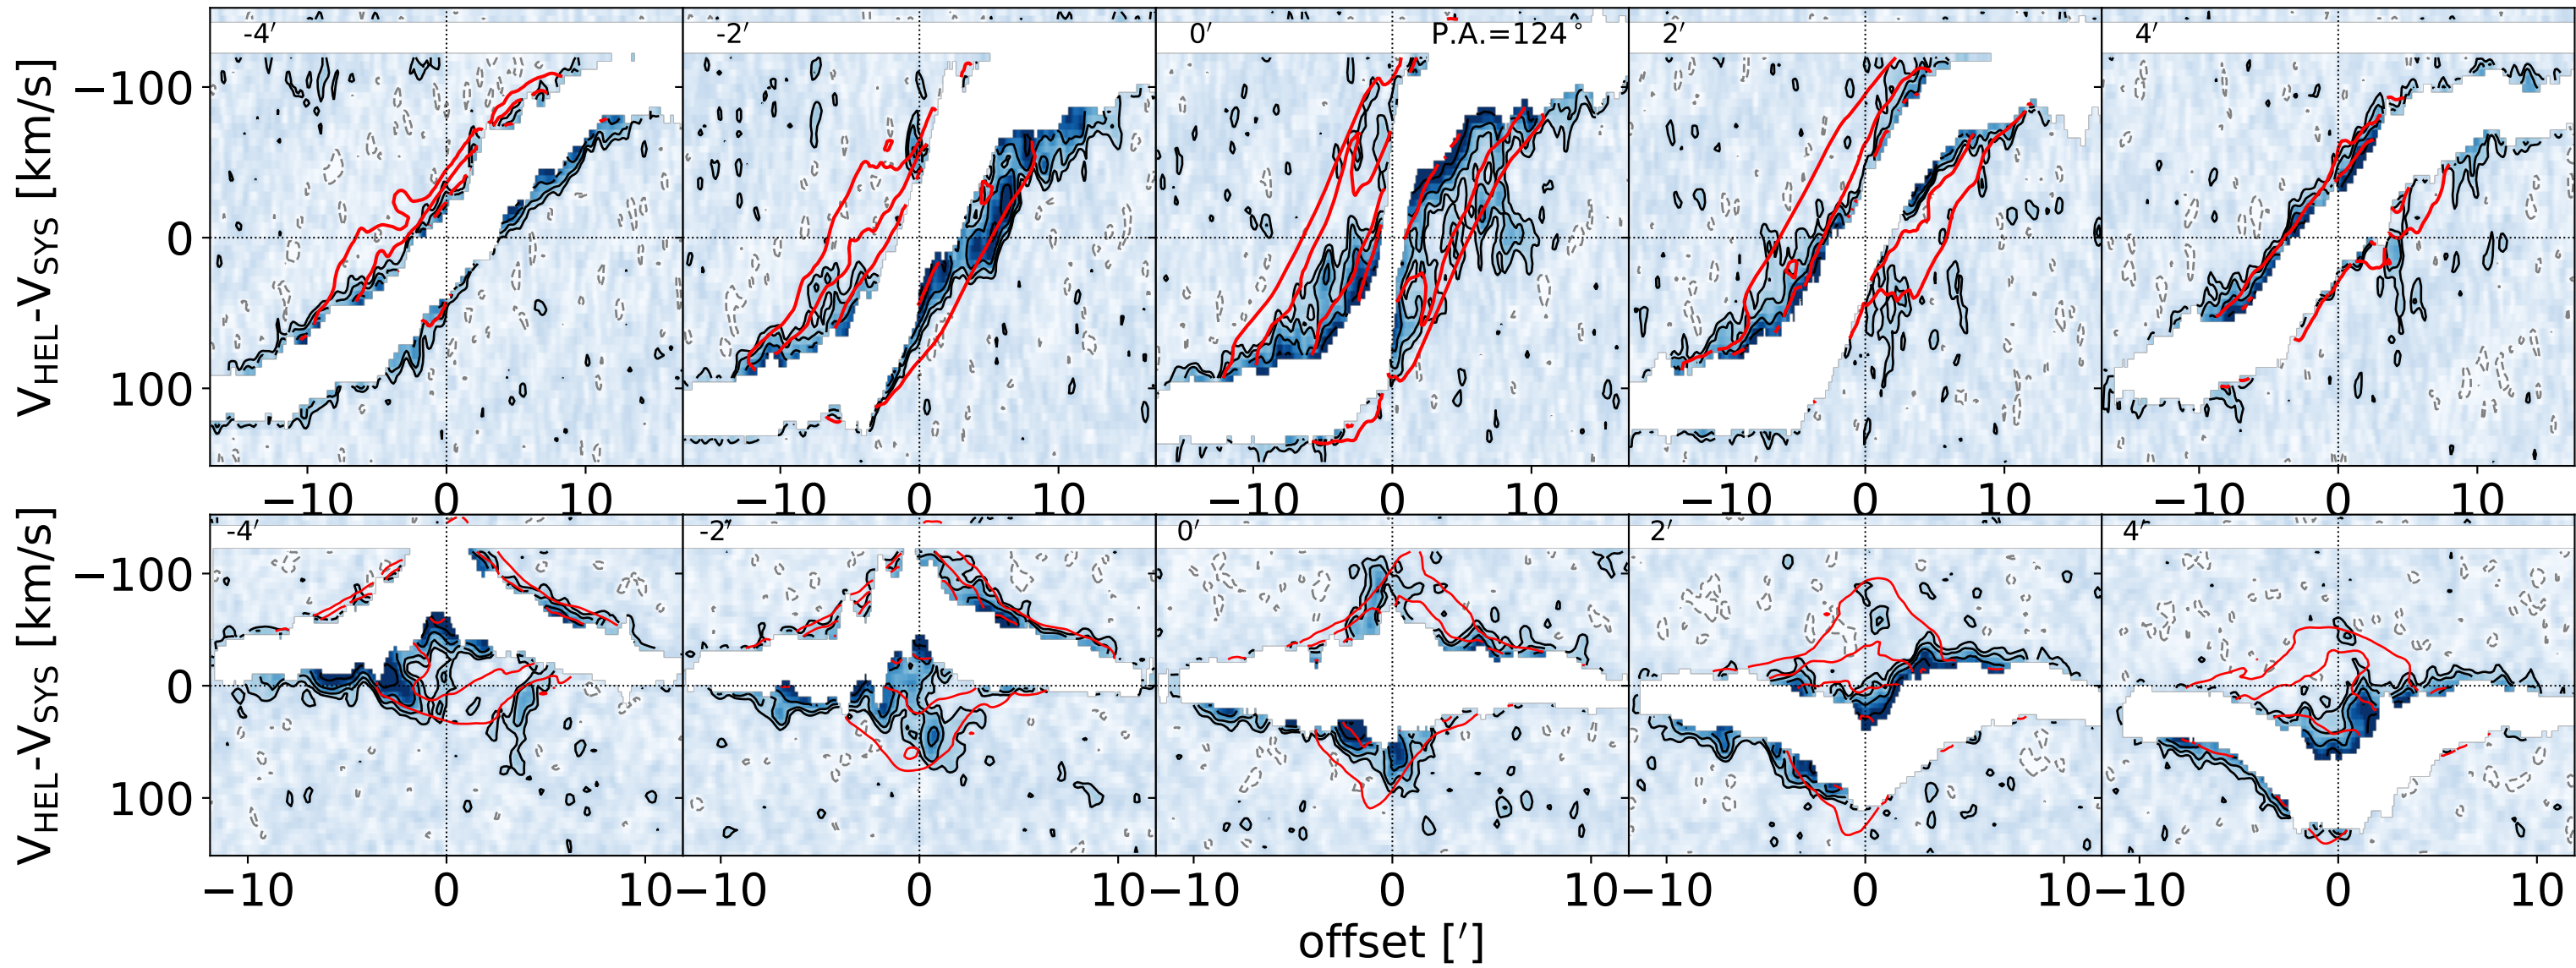 -4′ -2′ 0′ P.A.=124° 2′ 4′
V_HEL-V_SYS [km/s]
−100
0
100
−10 0 10 −10 0 10 −10 0 10 −10 0 10 −10 0 10
-4′ -2′ 0′ 2′ 4′
V_HEL-V_SYS [km/s]
−100
0
100
−10 0 10 −10 0 10 −10 0 10 −10 0 10 −10 0 10
offset [′]